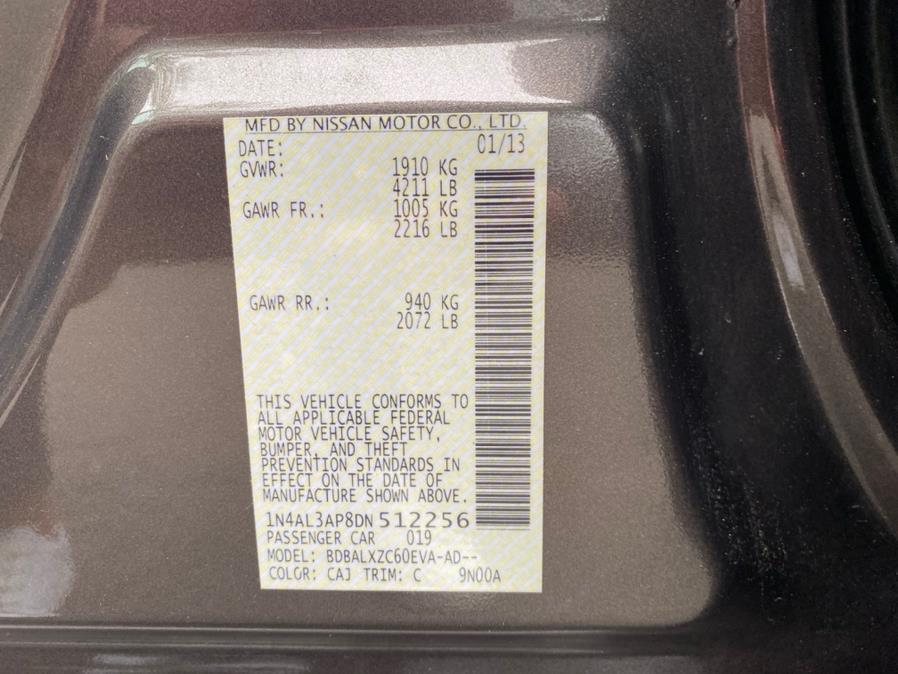 MFD BY NISSAN MOTOR CO., LTD.
DATE: 01/13
GVWR: 1910 KG
4211 LB
GAWR FR.: 1005 KG
2216 LB
GAWR RR.: 940 KG
2072 LB
THIS VEHICLE CONFORMS TO
ALL APPLICABLE FEDERAL
MOTOR VEHICLE SAFETY,
BUMPER, AND THEFT
PREVENTION STANDARDS IN
EFFECT ON THE DATE OF
MANUFACTURE SHOWN ABOVE.
1N4AL3AP8DN 512256
PASSENGER CAR 019
MODEL: BDBALXZC60EVA-AD--
COLOR: CAJ TRIM: C 9N00A